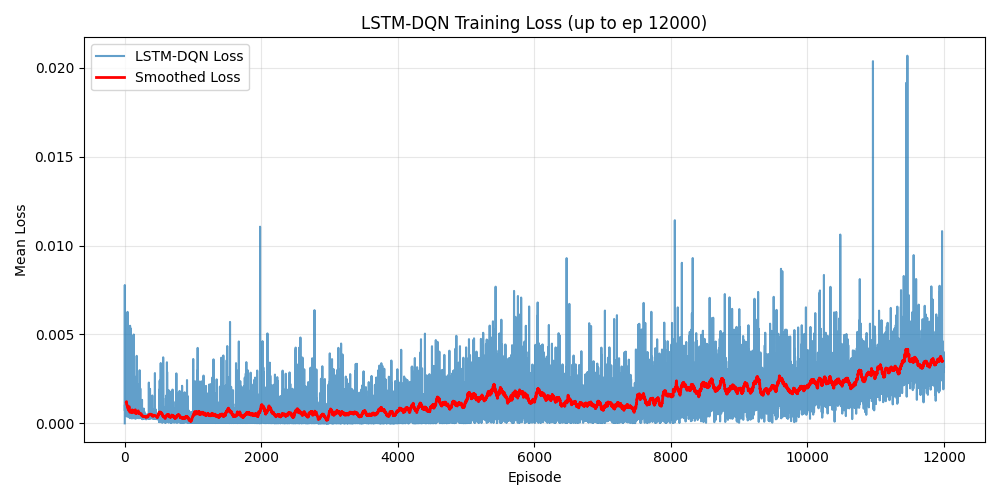 LSTM-DQN Training Loss (up to ep 12000)
LSTM-DQN Loss
Smoothed Loss
Mean Loss
0.020
0.015
0.010
0.005
0.000
0 2000 4000 6000 8000 10000 12000
Episode